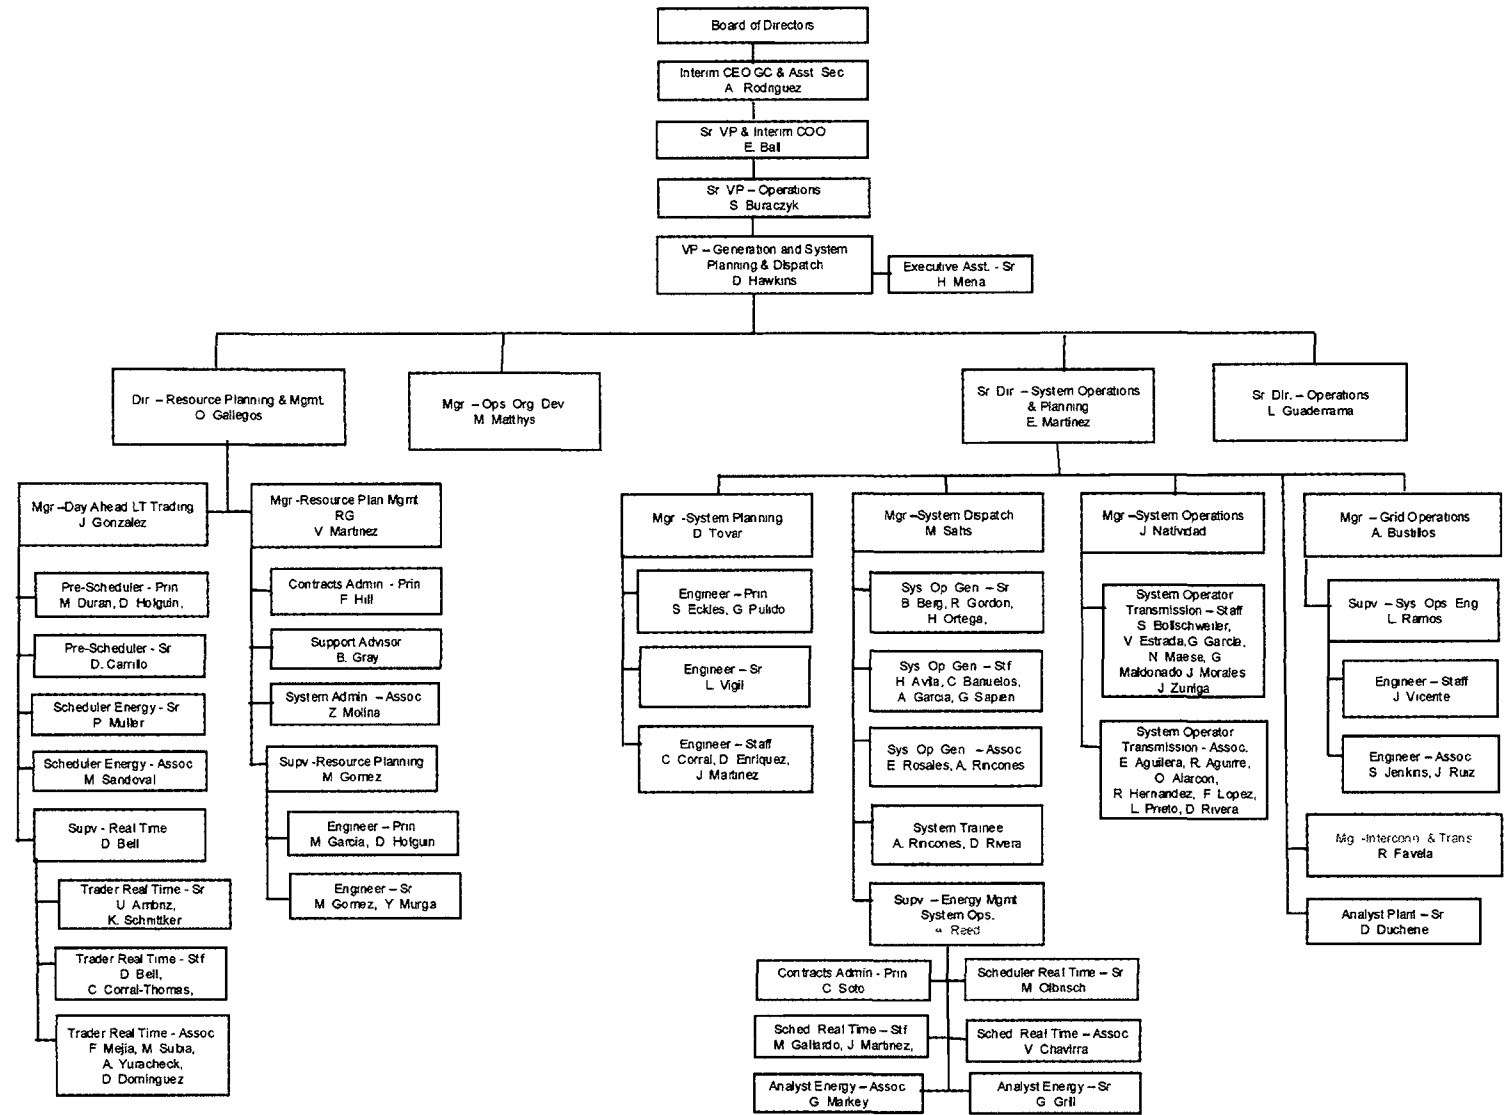 Board of Directors
Interim CEO GC & Asst Sec
A Rodriguez
Sr VP & Interim COO
E. Ball
Sr VP – Operations
S Buraczyk
VP – Generation and System
Planning & Dispatch
D Hawkins
Executive Asst. - Sr
H Mena
Dir – Resource Planning & Mgmt.
O Gallegos
Mgr – Ops Org Dev
M Matthys
Sr Dir – System Operations
& Planning
E. Martinez
Sr Dir. – Operations
L Guaderrama
Mgr –Day Ahead LT Trading
J Gonzalez
Pre-Scheduler - Prin
M Duran, D Holguin,
Pre-Scheduler - Sr
D. Carrillo
Scheduler Energy - Sr
P Muller
Scheduler Energy - Assoc
M Sandoval
Supv - Real Time
D Bell
Trader Real Time - Sr
U Ambriz,
K. Schnittker
Trader Real Time - Stf
D Bell,
C Corral-Thomas,
Trader Real Time - Assoc
F Mejia, M Subia,
A. Yuracheck,
D Dominguez
Mgr -Resource Plan Mgmt
RG
V Martinez
Contracts Admin - Prin
F Hill
Support Advisor
B. Gray
System Admin – Assoc
Z Molina
Supv -Resource Planning
M Gomez
Engineer – Prin
M Garcia, D Holguin
Engineer – Sr
M Gomez, Y Murga
Mgr -System Planning
D Tovar
Engineer – Prin
S Eckles, G Pulido
Engineer – Sr
L Vigil
Engineer – Staff
C Corral, D Enriquez,
J Martinez
Mgr –System Dispatch
M Sahs
Sys Op Gen – Sr
B Berg, R Gordon,
H Ortega,
Sys Op Gen – Stf
H Avila, C Banuelos,
A Garcia, G Sapien
Sys Op Gen – Assoc
E Rosales, A. Rincones
System Trainee
A. Rincones, D Rivera
Supv – Energy Mgmt
System Ops.
Reed
Contracts Admin - Prin
C Soto
Scheduler Real Time – Sr
M Olbrisch
Sched Real Time – Stf
M Gallardo, J Martinez,
Sched Real Time – Assoc
V Chavirra
Analyst Energy – Assoc
G Markey
Analyst Energy – Sr
G Grill
Mgr –System Operations
J Natividad
System Operator
Transmission – Staff
S Bollschweiler,
V Estrada,G Garcia,
N Maese, G
Maldonado J Morales
J Zuniga
System Operator
Transmission - Assoc.
E Aguilera, R. Aguirre,
O Alarcon,
R Hernandez, F Lopez,
L Prieto, D Rivera
Mgr – Grid Operations
A. Bustillos
Supv – Sys Ops Eng
L. Ramos
Engineer – Staff
J Vicente
Engineer – Assoc
S Jenkins, J Ruiz
Mg -Interconn & Trans
R Favela
Analyst Plant – Sr
D Duchene